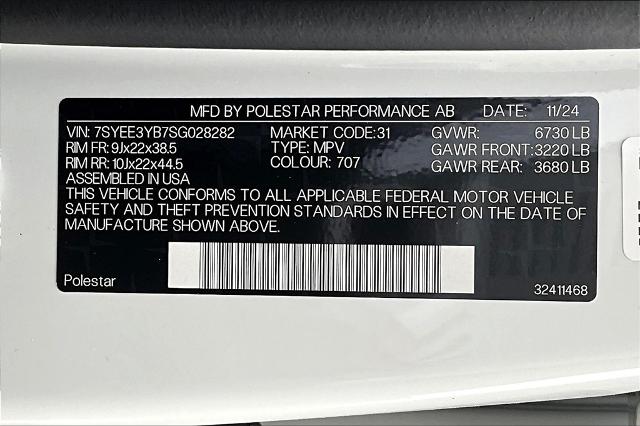 MFD BY POLESTAR PERFORMANCE AB DATE: 11/24
VIN: 7SYEE3YB7SG028282 MARKET CODE:31 GVWR: 6730 LB
RIM FR: 9Jx22x38.5 TYPE: MPV GAWR FRONT:3220 LB
RIM RR: 10Jx22x44.5 COLOUR: 707 GAWR REAR: 3680 LB
ASSEMBLED IN USA
THIS VEHICLE CONFORMS TO ALL APPLICABLE FEDERAL MOTOR VEHICLE
SAFETY AND THEFT PREVENTION STANDARDS IN EFFECT ON THE DATE OF
MANUFACTURE SHOWN ABOVE.
Polestar 32411468